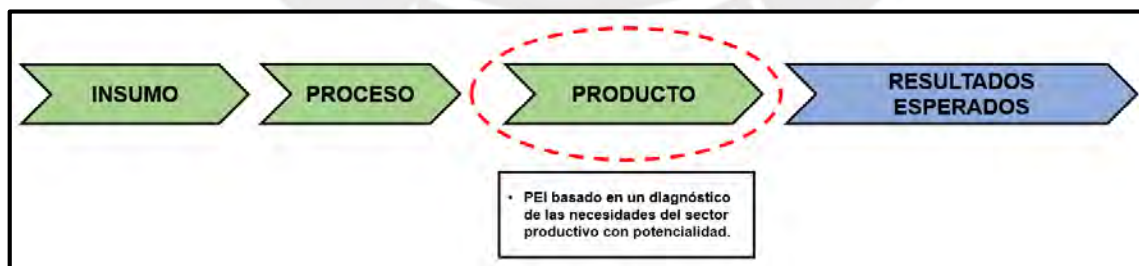 INSUMO
PROCESO
PRODUCTO
RESULTADOS
ESPERADOS
• PEI basado en un diagnóstico
de las necesidades del sector
productivo con potencialidad.